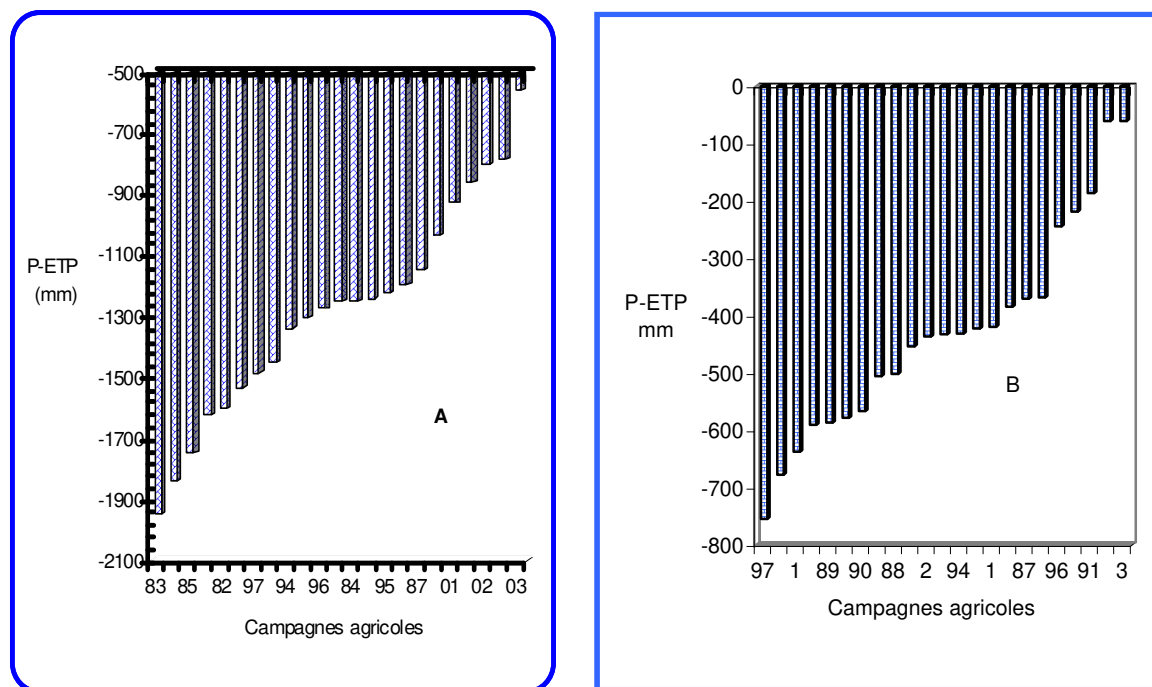 -500
-700
-900
-1100
-1300
-1500
-1700
-1900
-2100
P-ETP
(mm)
A
83 85 82 97 94 96 84 95 87 01 02 03
Campagnes agricoles
0
-100
-200
-300
-400
-500
-600
-700
-800
P-ETP
mm
B
97 1 89 90 88 2 94 1 87 96 91 3
Campagnes agricoles